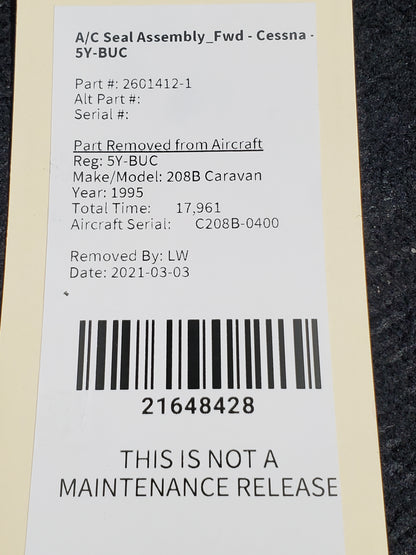 A/C Seal Assembly_Fwd - Cessna -
5Y-BUC
Part #: 2601412-1
Alt Part #:
Serial #:
Part Removed from Aircraft
Reg: 5Y-BUC
Make/Model: 208B Caravan
Year: 1995
Total Time: 17,961
Aircraft Serial: C208B-0400
Removed By: LW
Date: 2021-03-03
21648428
THIS IS NOT A
MAINTENANCE RELEASE